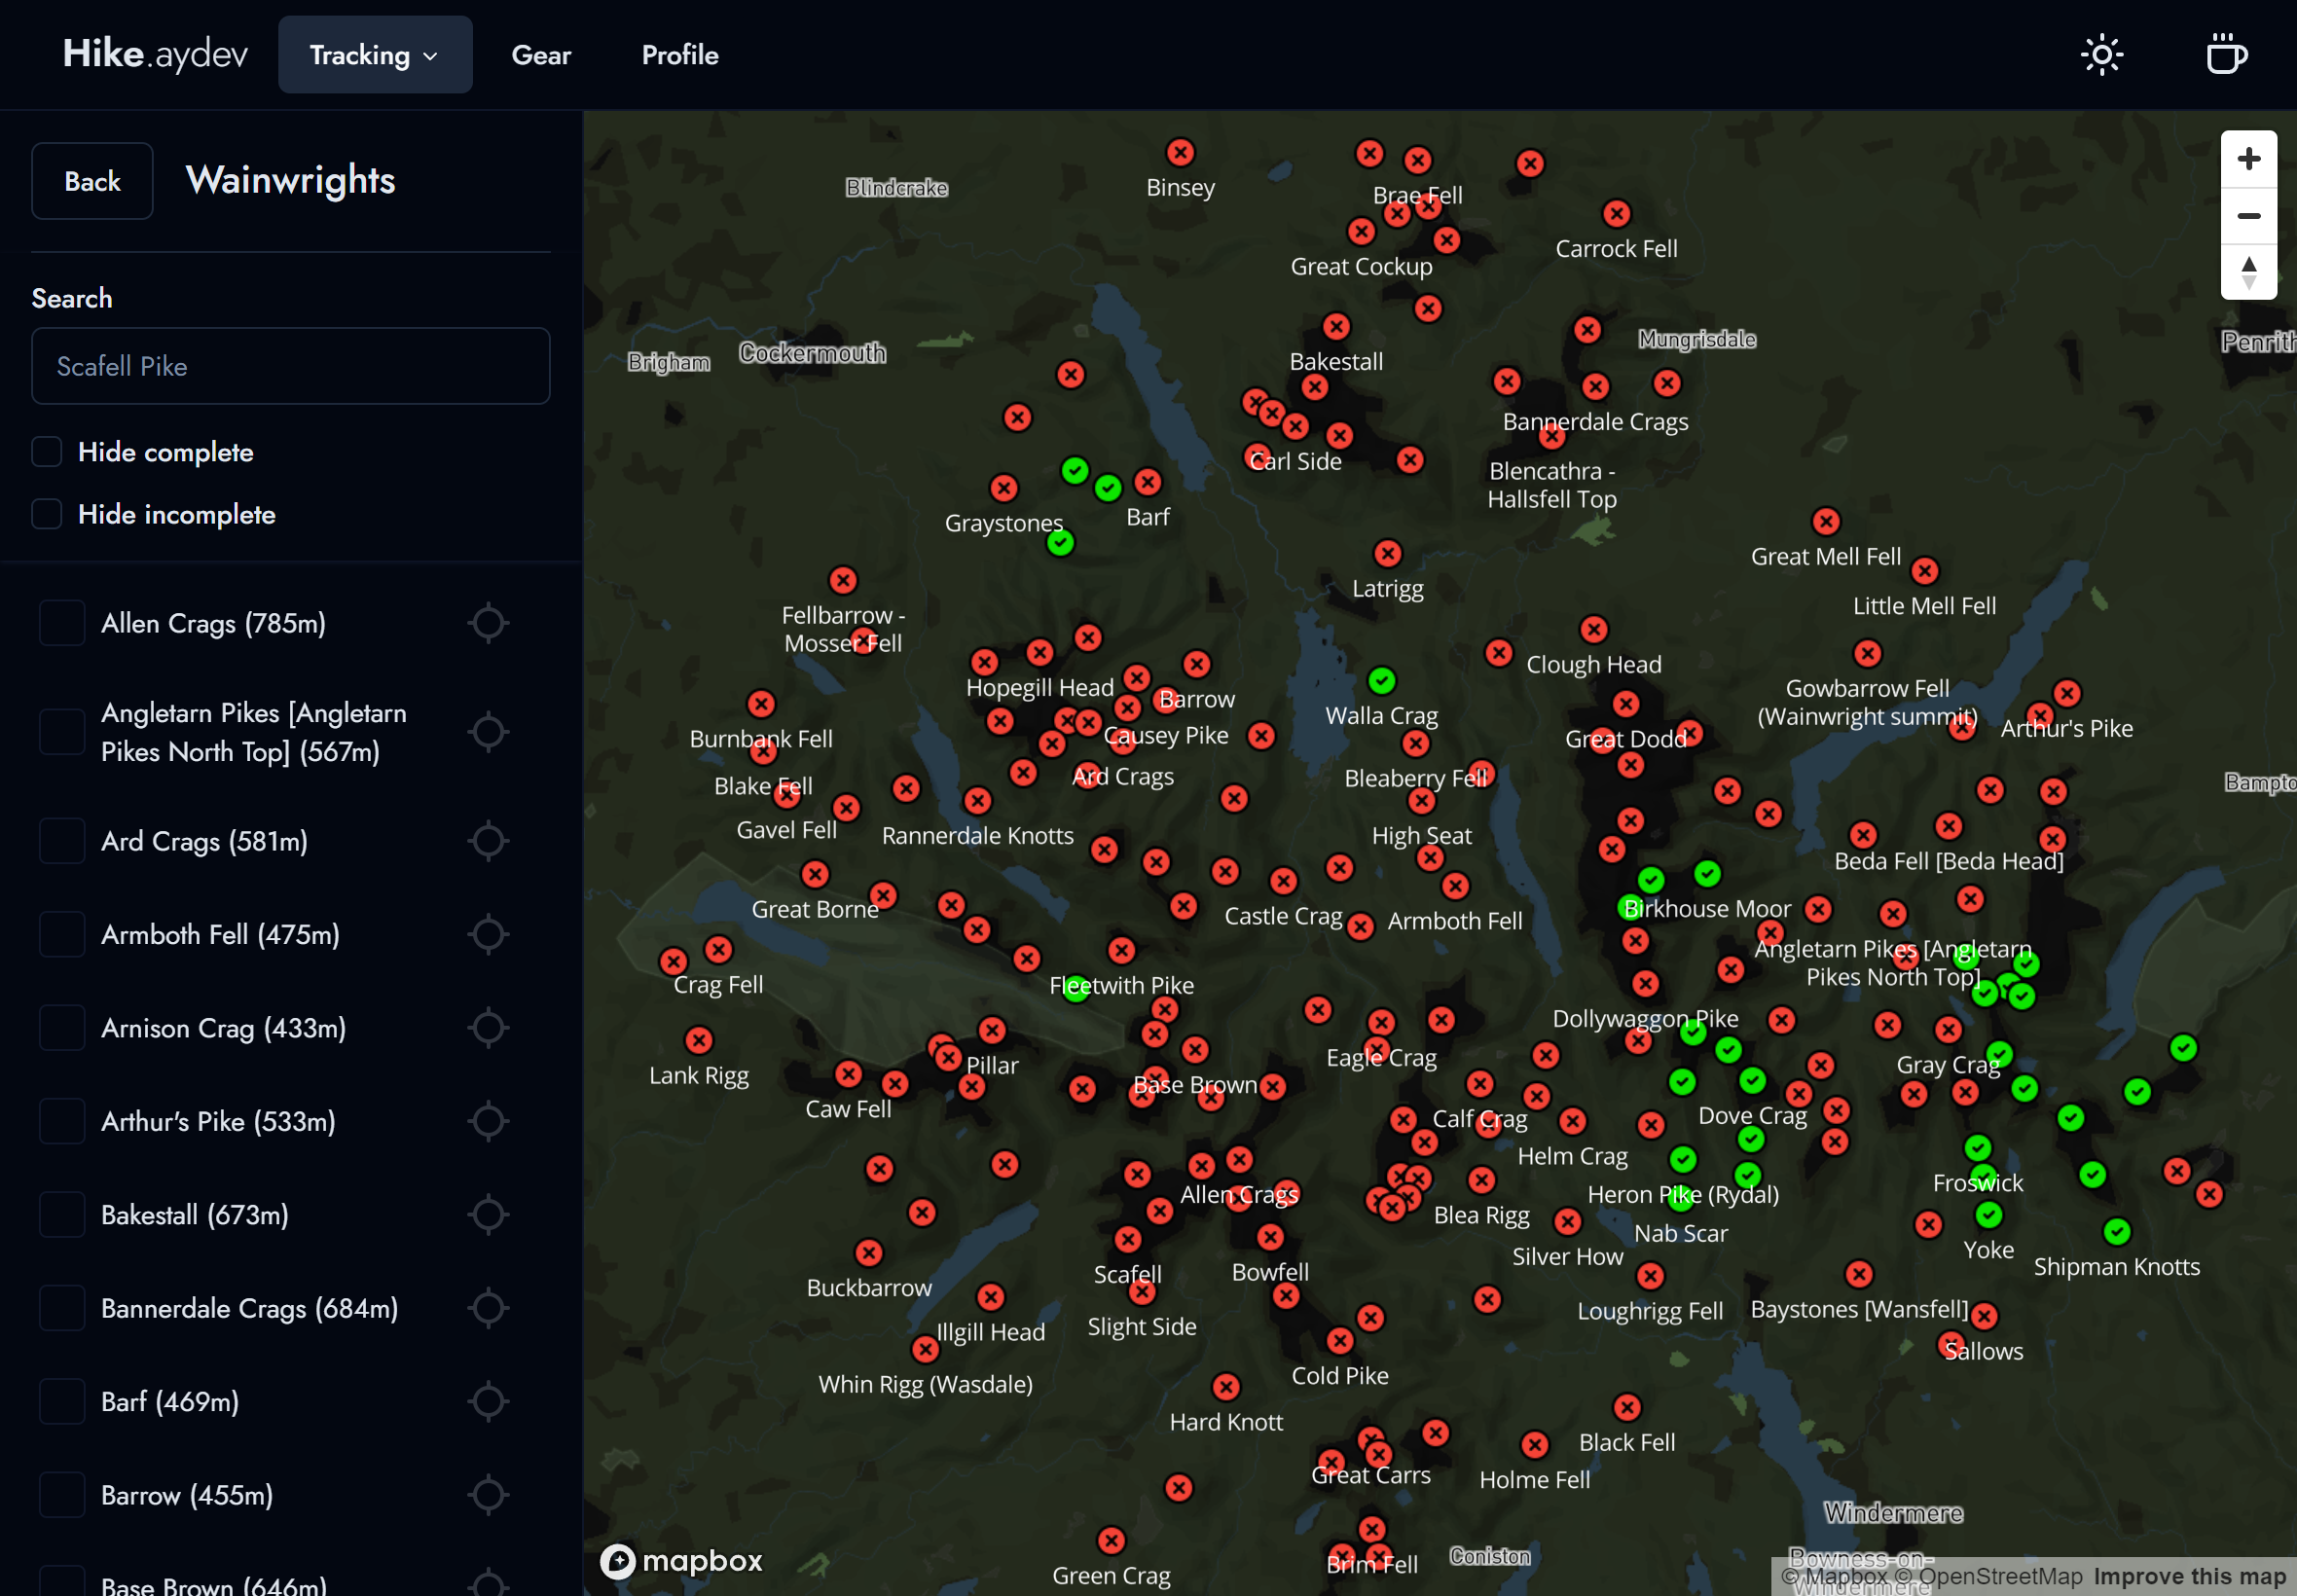 Hike.aydev
Tracking
Gear
Profile
Back
Wainwrights
Search
Scafell Pike
Hide complete
Hide incomplete
Allen Crags (785m)
Angletarn Pikes [Angletarn
Pikes North Top] (567m)
Ard Crags (581m)
Armboth Fell (475m)
Arnison Crag (433m)
Arthur's Pike (533m)
Bakestall (673m)
Bannerdale Crags (684m)
Barf (469m)
Barrow (455m)
Base Brown (646m)
Binsey
Brae Fell
Blindcrake
Carrock Fell
Great Cockup
Mungrisdale
Penrith
Brigham
Cockermouth
Bakestall
Bannerdale Crags
Carl Side
Blencathra -
Hallsfell Top
Barf
Graystones
Great Mell Fell
Latrigg
Little Mell Fell
Fellbarrow -
Mosser Fell
Clough Head
Hopegill Head
Barrow
Gowbarrow Fell
(Wainwright summit)
Walla Crag
Arthur's Pike
Burnbank Fell
Causey Pike
Great Dodd
Ard Crags
Bleaberry Fell
Bampto
Blake Fell
Gavel Fell
Rannerdale Knotts
High Seat
Beda Fell [Beda Head]
Great Borne
Castle Crag
Armboth Fell
Birkhouse Moor
Angletarn Pikes [Angletarn
Pikes North Top]
Crag Fell
Fleetwith Pike
Dollywaggon Pike
Eagle Crag
Gray Crag
Lank Rigg
Pillar
Base Brown
Caw Fell
Calf Crag
Dove Crag
Helm Crag
Froswick
Allen Crags
Heron Pike (Rydal)
Blea Rigg
Nab Scar
Yoke
Silver How
Shipman Knotts
Scafell
Bowfell
Buckbarrow
Loughrigg Fell
Baystones [Wansfell]
Illgill Head
Slight Side
Sallows
Whin Rigg (Wasdale)
Cold Pike
Hard Knott
Black Fell
Great Carrs
Holme Fell
Windermere
Brim Fell
Coniston
Green Crag
Bowness-on-
Windermere
mapbox
© Mapbox © OpenStreetMap Improve this map